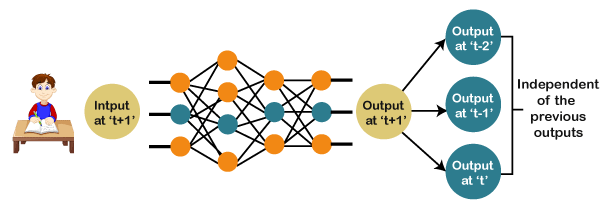 Intput
at 't+1'
Output
at 't+1'
Output
at 't-2'
Output
at 't-1'
Output
at 't'
Independent
of the
previous
outputs